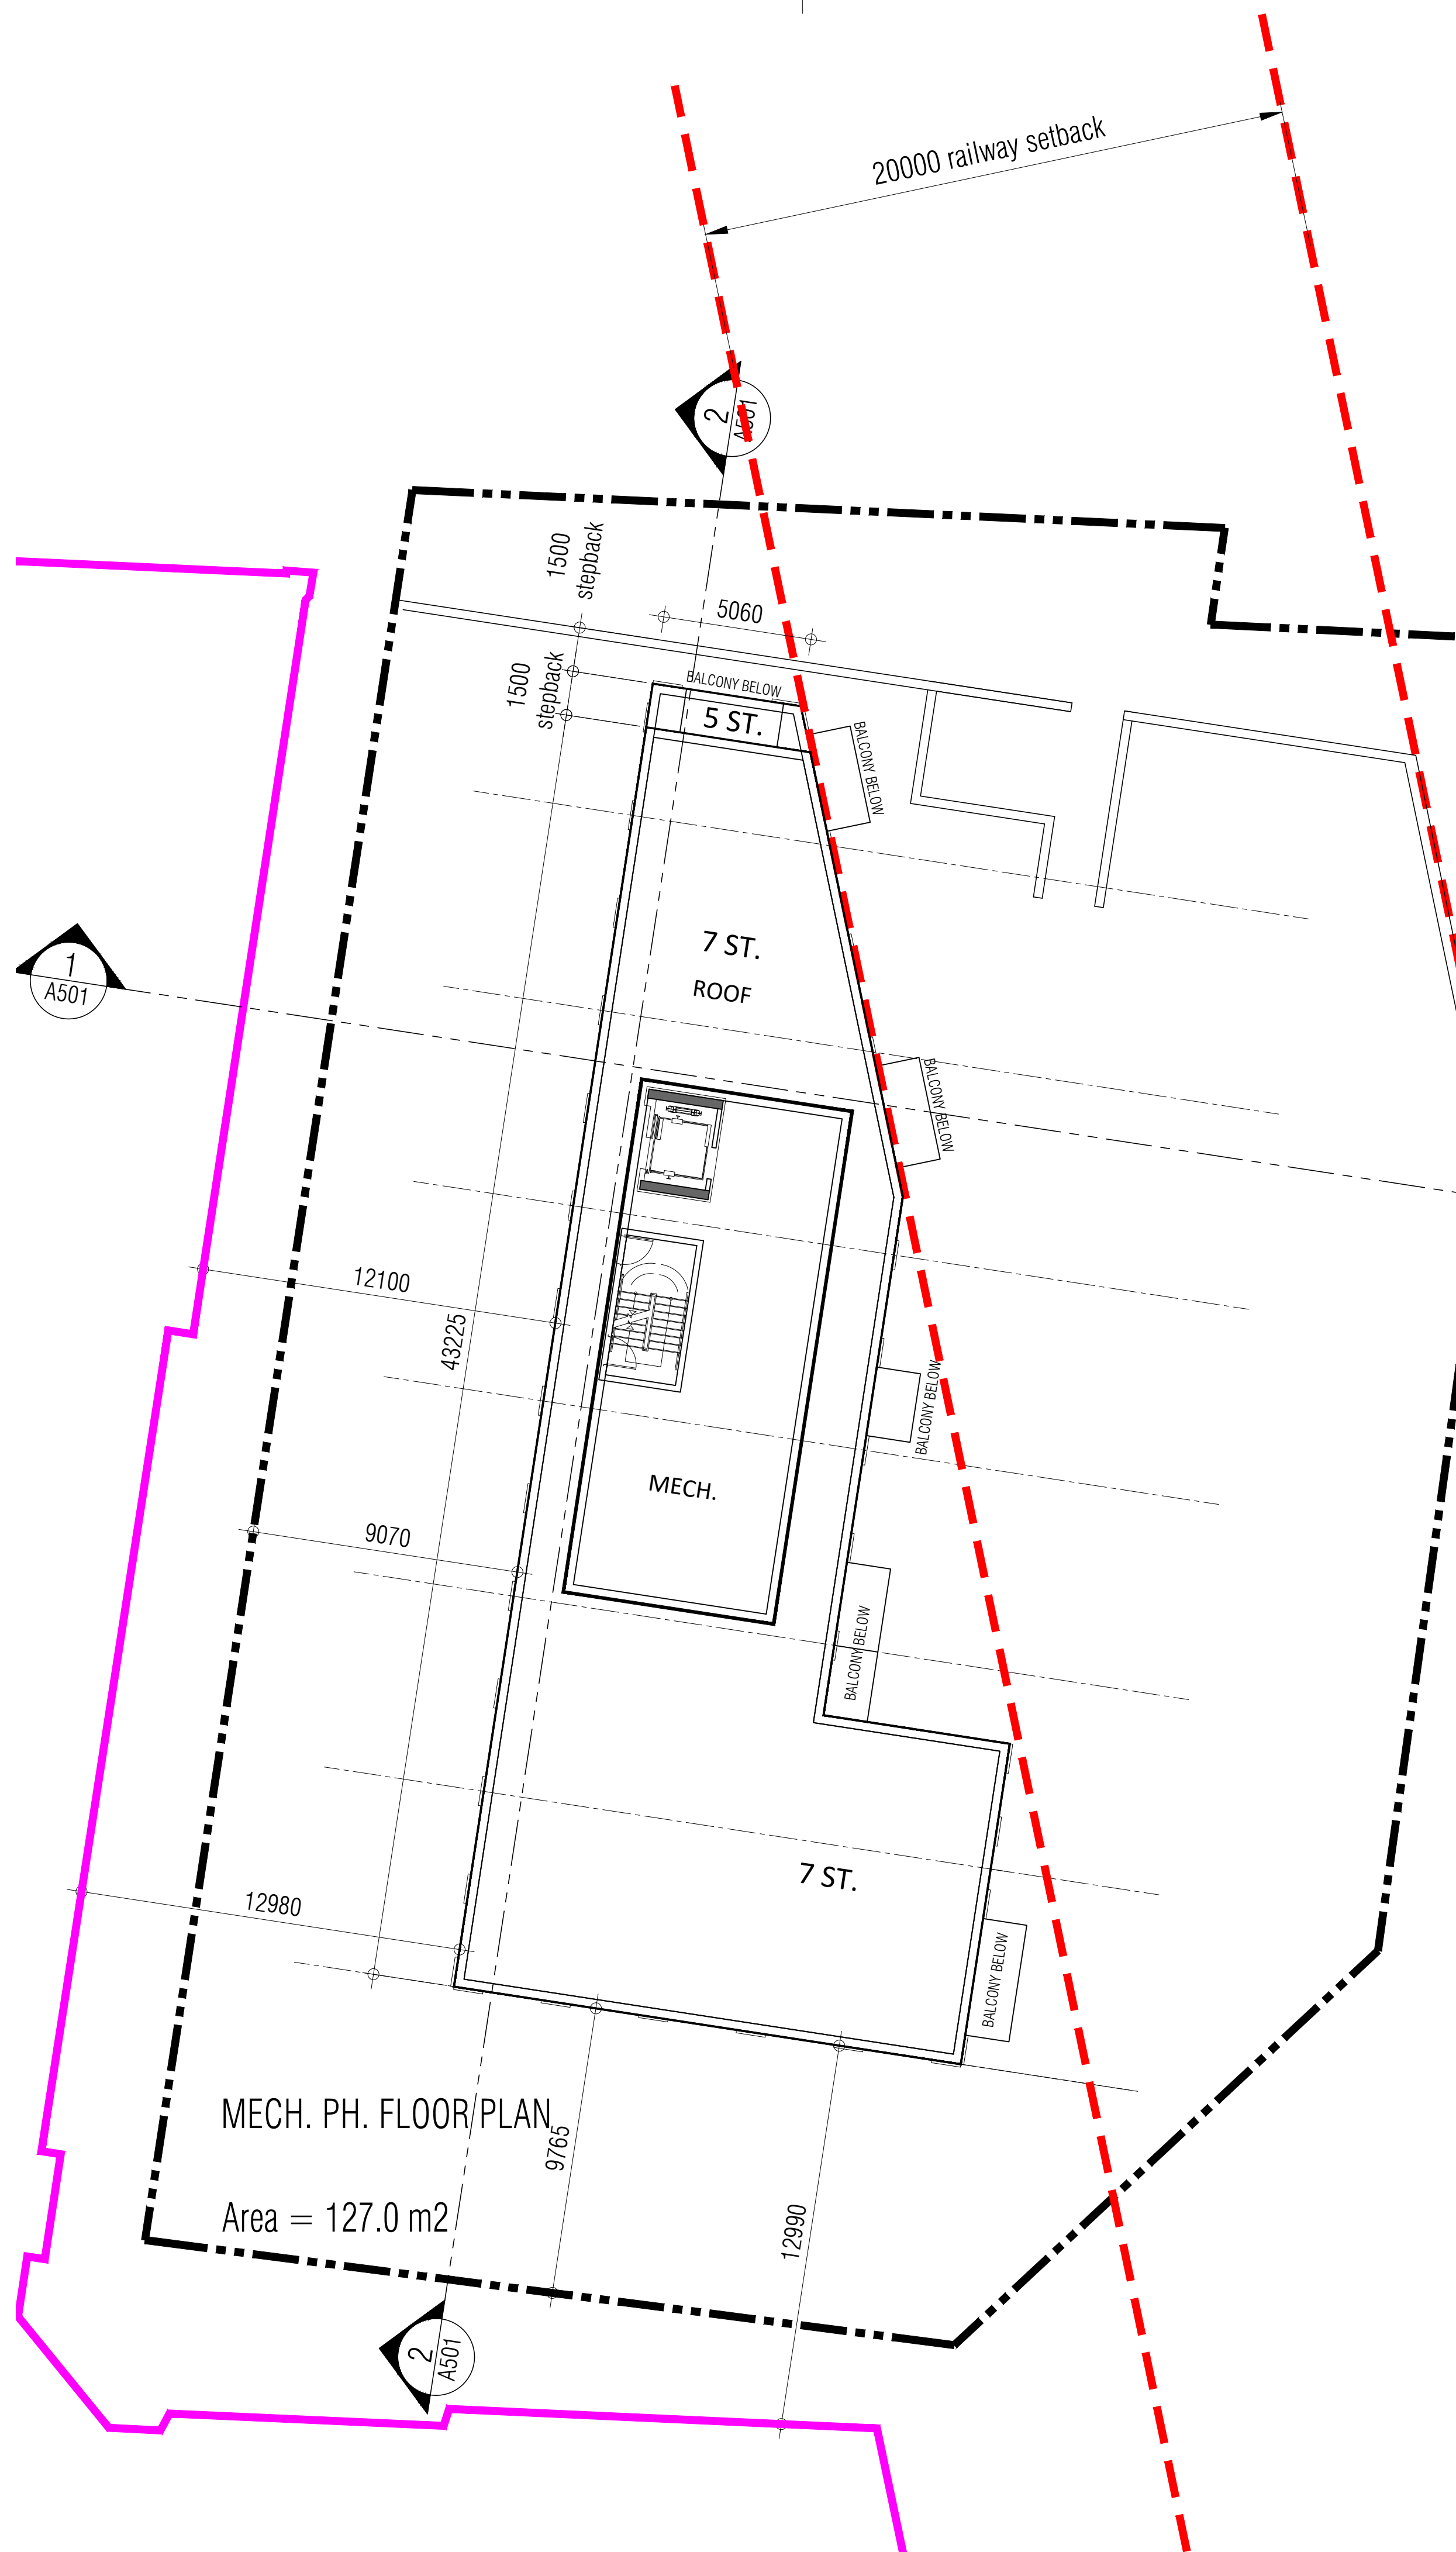 20000 railway setback
2
A501
1500
stepback
5060
1500
stepback
BALCONY BELOW
5 ST.
BALCONY BELOW
7 ST.
ROOF
1
A501
BALCONY BELOW
12100
43225
BALCONY BELOW
MECH.
9070
BALCONY BELOW
7 ST.
12980
BALCONY BELOW
MECH. PH. FLOOR PLAN
9765
Area = 127.0 m2
12990
2
A501